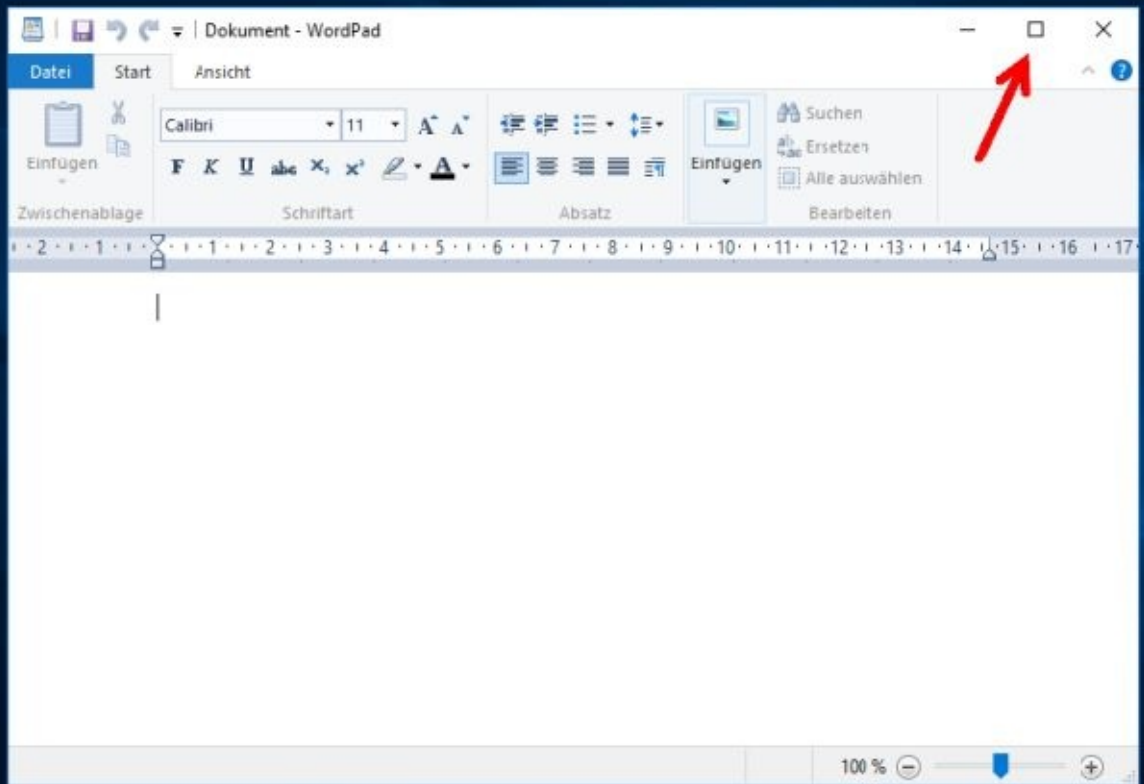 Dokument - WordPad
Datei Start Ansicht ?
Einfügen
Zwischenablage
Calibri 11 A A
F K U abc X₂ X² A
Schriftart
Absatz
Einfügen
Suchen
Ersetzen
Alle auswählen
Bearbeiten
2 1 1 2 3 4 5 6 7 8 9 10 11 12 13 14 15 16 17
100 %